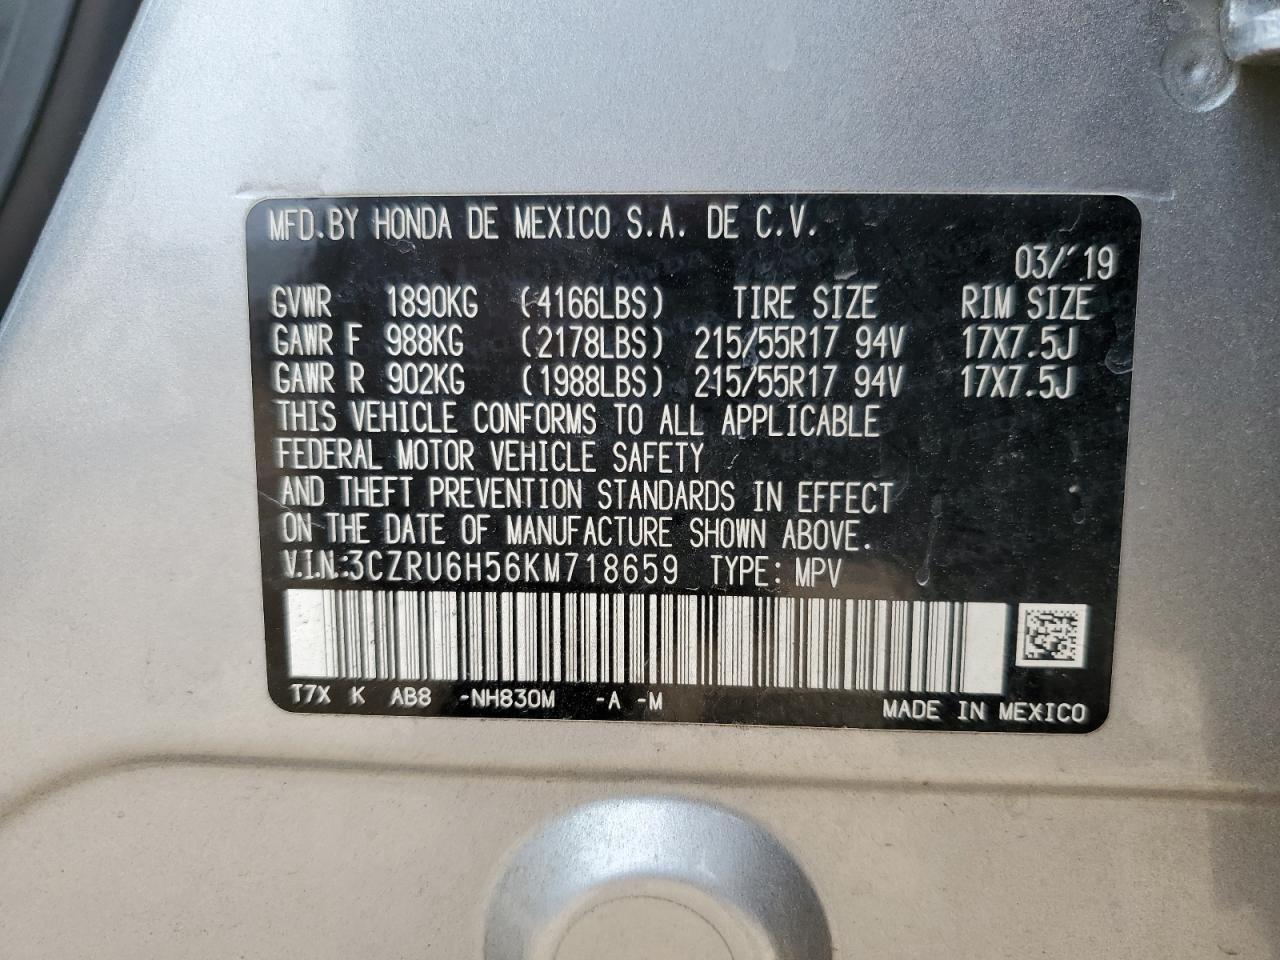 MFD.BY HONDA DE MEXICO S.A. DE C.V.
03/'19
GVWR 1890KG (4166LBS) TIRE SIZE RIM SIZE
GAWR F 988KG (2178LBS) 215/55R17 94V 17X7.5J
GAWR R 902KG (1988LBS) 215/55R17 94V 17X7.5J
THIS VEHICLE CONFORMS TO ALL APPLICABLE
FEDERAL MOTOR VEHICLE SAFETY
AND THEFT PREVENTION STANDARDS IN EFFECT
ON THE DATE OF MANUFACTURE SHOWN ABOVE.
V.I.N.:3CZRU6H56KM718659 TYPE: MPV
T7X K AB8 -NH830M -A -M
MADE IN MEXICO